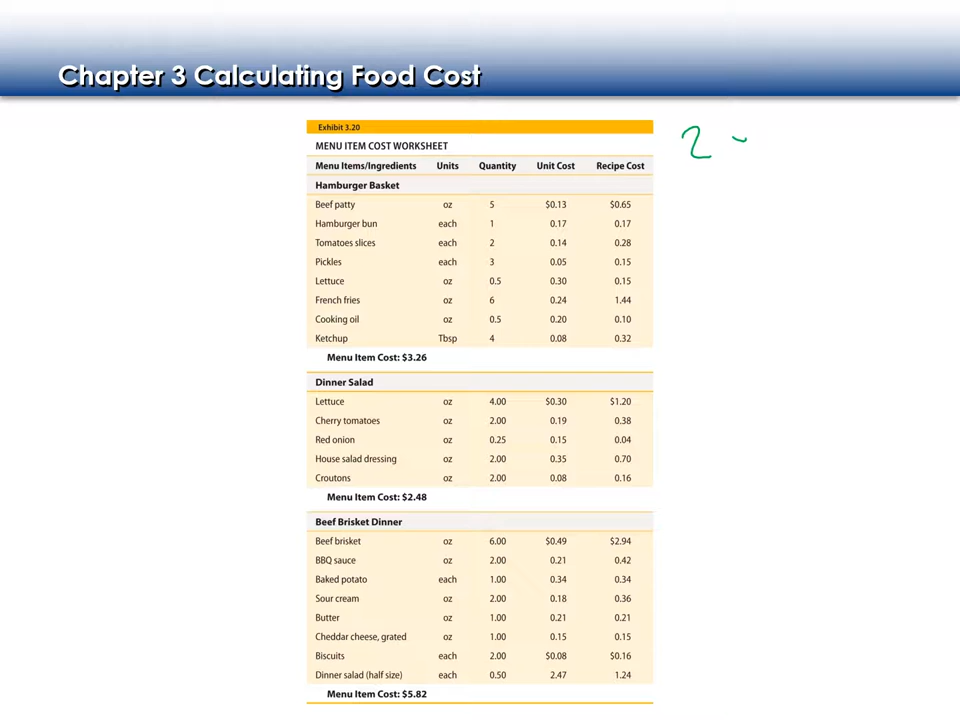 Chapter 3 Calculating Food Cost
Exhibit 3.20
2
MENU ITEM COST WORKSHEET
Menu Items/Ingredients Units Quantity Unit Cost Recipe Cost
Hamburger Basket
Beef patty oz 5 $0.13 $0.65
Hamburger bun each 1 0.17 0.17
Tomatoes slices each 2 0.14 0.28
Pickles each 3 0.05 0.15
Lettuce oz 0.5 0.30 0.15
French fries oz 6 0.24 1.44
Cooking oil oz 0.5 0.20 0.10
Ketchup Tbsp 4 0.08 0.32
Menu Item Cost: $3.26
Dinner Salad
Lettuce oz 4.00 $0.30 $1.20
Cherry tomatoes oz 2.00 0.19 0.38
Red onion oz 0.25 0.15 0.04
House salad dressing oz 2.00 0.35 0.70
Croutons oz 2.00 0.08 0.16
Menu Item Cost: $2.48
Beef Brisket Dinner
Beef brisket oz 6.00 $0.49 $2.94
BBQ sauce oz 2.00 0.21 0.42
Baked potato each 1.00 0.34 0.34
Sour cream oz 2.00 0.18 0.36
Butter oz 1.00 0.21 0.21
Cheddar cheese, grated oz 1.00 0.15 0.15
Biscuits each 2.00 $0.08 $0.16
Dinner salad (half size) each 0.50 2.47 1.24
Menu Item Cost: $5.82